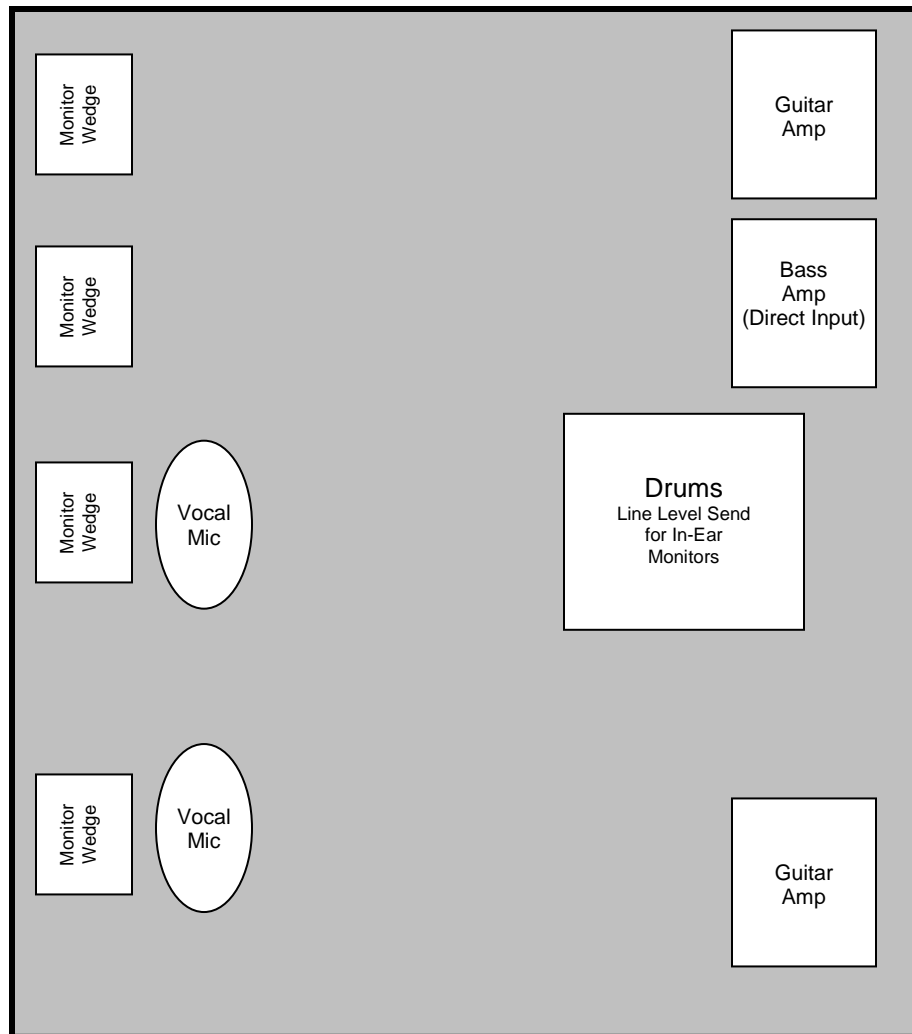 Monitor
Wedge
Guitar
Amp
Monitor
Wedge
Bass
Amp
(Direct Input)
Monitor
Wedge
Vocal
Mic
Drums
Line Level Send
for In-Ear
Monitors
Monitor
Wedge
Vocal
Mic
Guitar
Amp